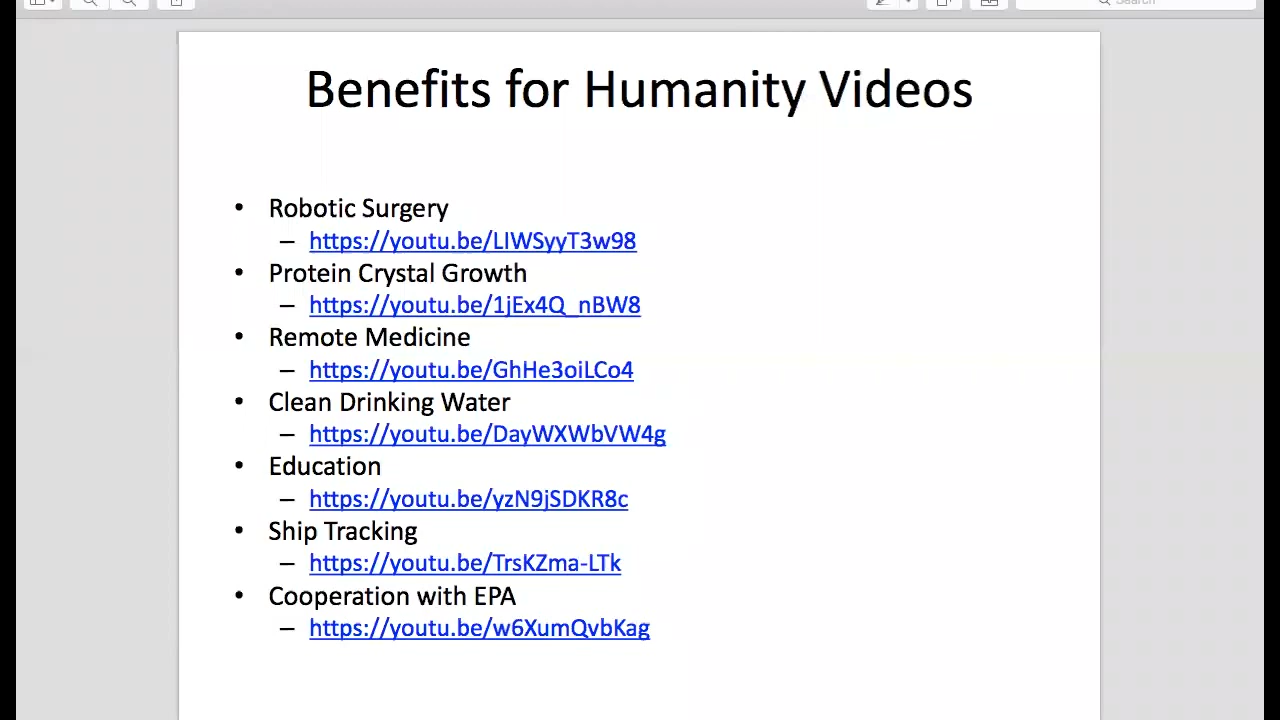 Search
Benefits for Humanity Videos
• Robotic Surgery
– https://youtu.be/LIWSyyT3w98
• Protein Crystal Growth
– https://youtu.be/1jEx4Q_nBW8
• Remote Medicine
– https://youtu.be/GhHe3oiLCo4
• Clean Drinking Water
– https://youtu.be/DayWXWbVW4g
• Education
– https://youtu.be/yzN9jSDKR8c
• Ship Tracking
– https://youtu.be/TrsKZma-LTk
• Cooperation with EPA
– https://youtu.be/w6XumQvbKag